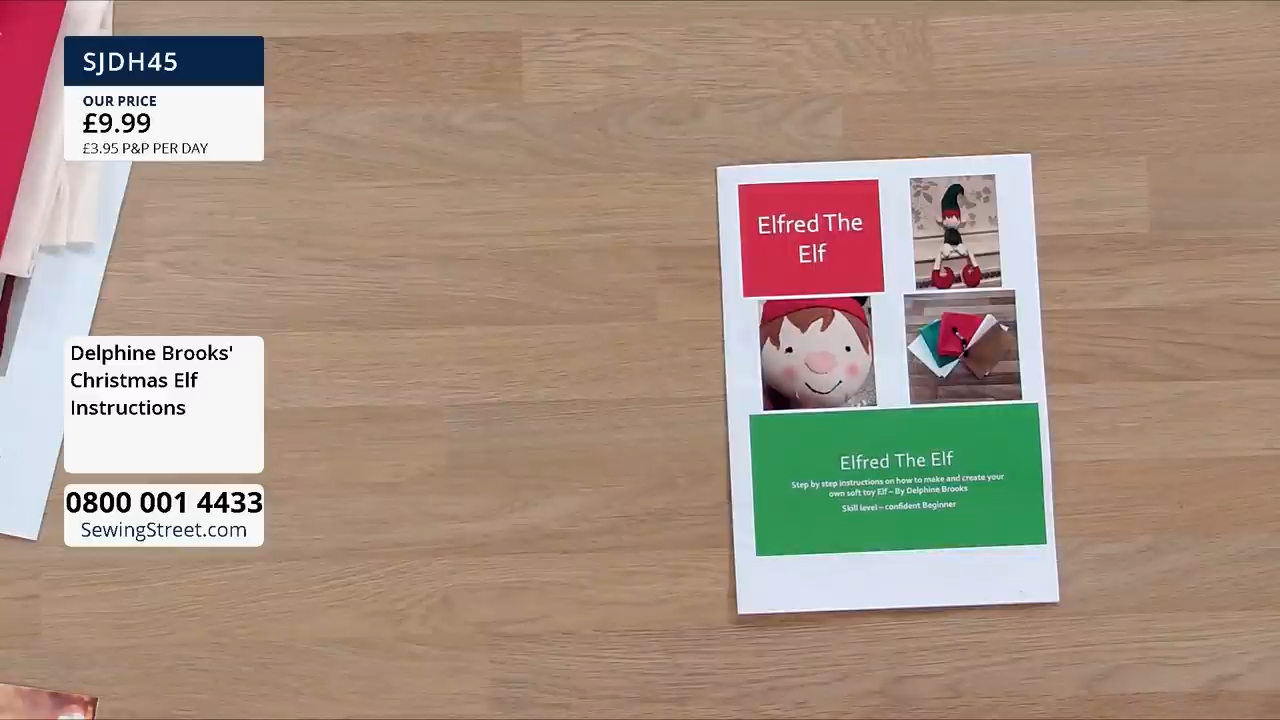 SJDH45
OUR PRICE
£9.99
£3.95 P&P PER DAY
Delphine Brooks'
Christmas Elf
Instructions
0800 001 4433
SewingStreet.com
Elfred The
Elf
Elfred The Elf
Step by step instructions on how to make and create your
own soft toy Elf – By Delphine Brooks
Skill level – confident Beginner